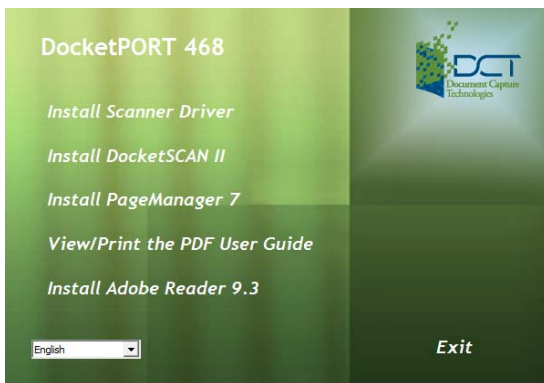 DocketPORT 468
DCT
Document Capture
Technologies
Install Scanner Driver
Install DocketSCAN II
Install PageManager 7
View/Print the PDF User Guide
Install Adobe Reader 9.3
English
Exit